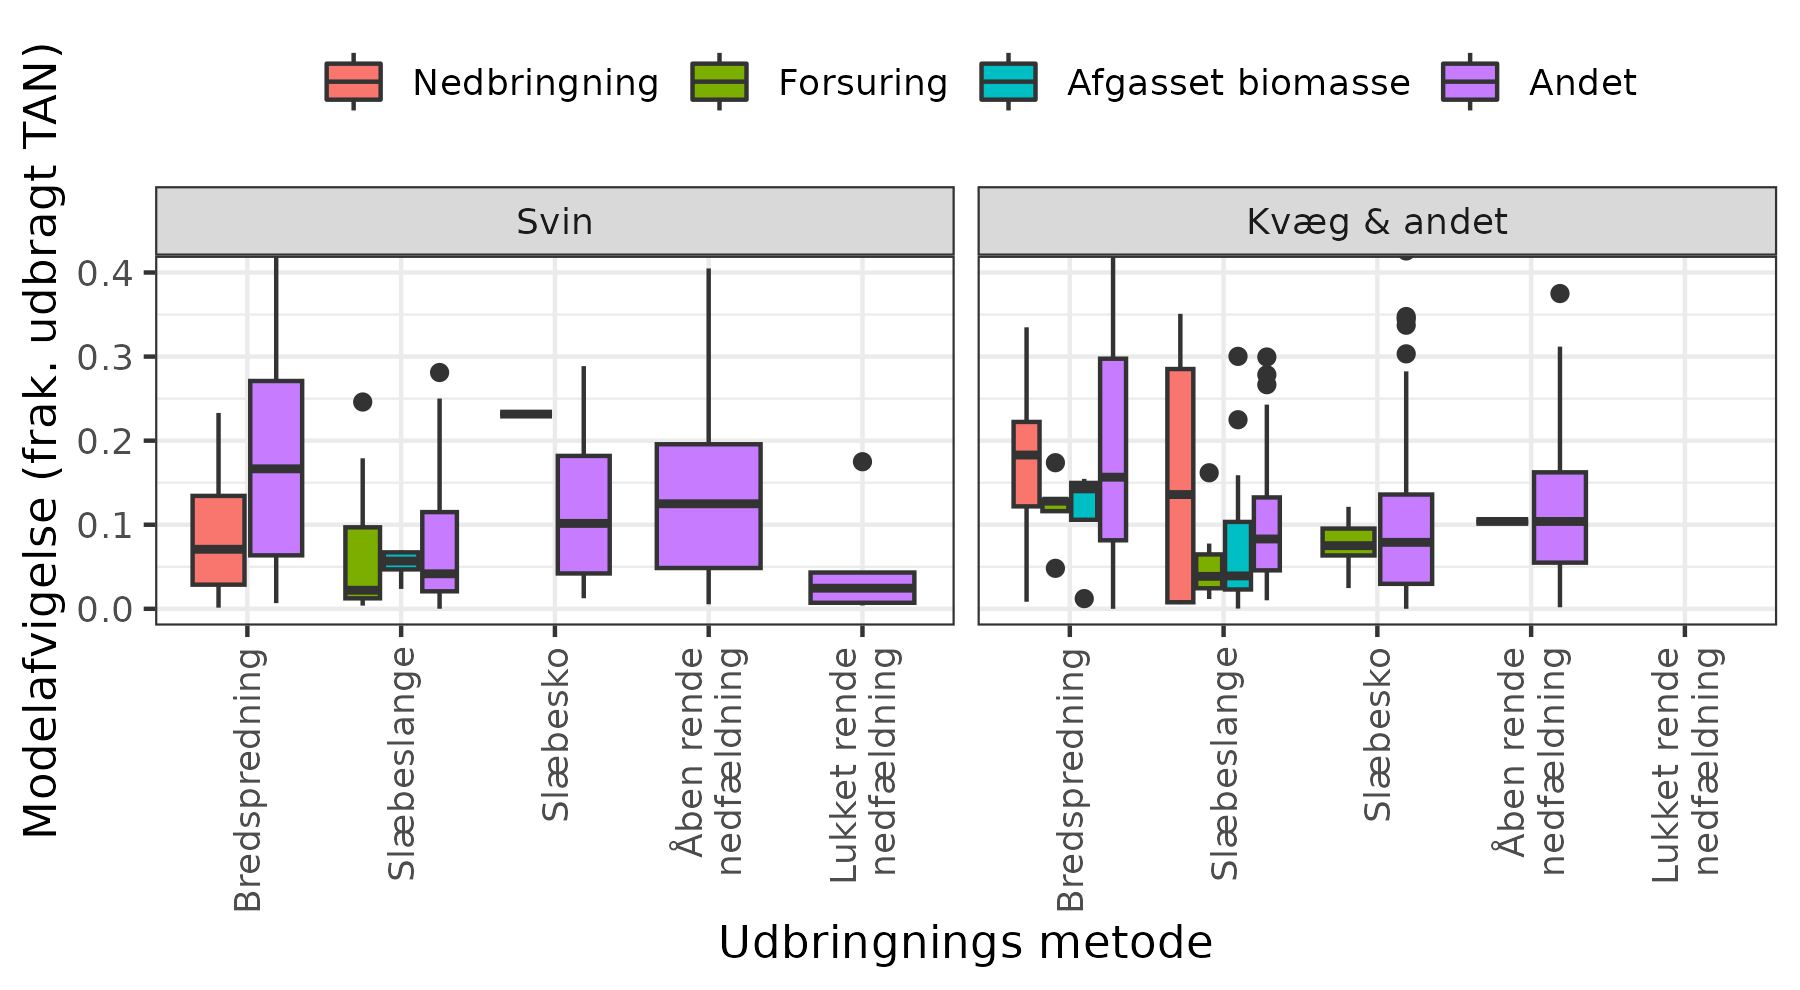 Nedbringning Forsuring Afgasset biomasse Andet
Modelafvigelse (frak. udbragt TAN)
Svin
Kvæg & andet
0.4
0.3
0.2
0.1
0.0
Bredspredning
Slæbeslange
Slæbesko
Åben rende
nedfældning
Lukket rende
nedfældning
Bredspredning
Slæbeslange
Slæbesko
Åben rende
nedfældning
Lukket rende
nedfældning
Udbringnings metode